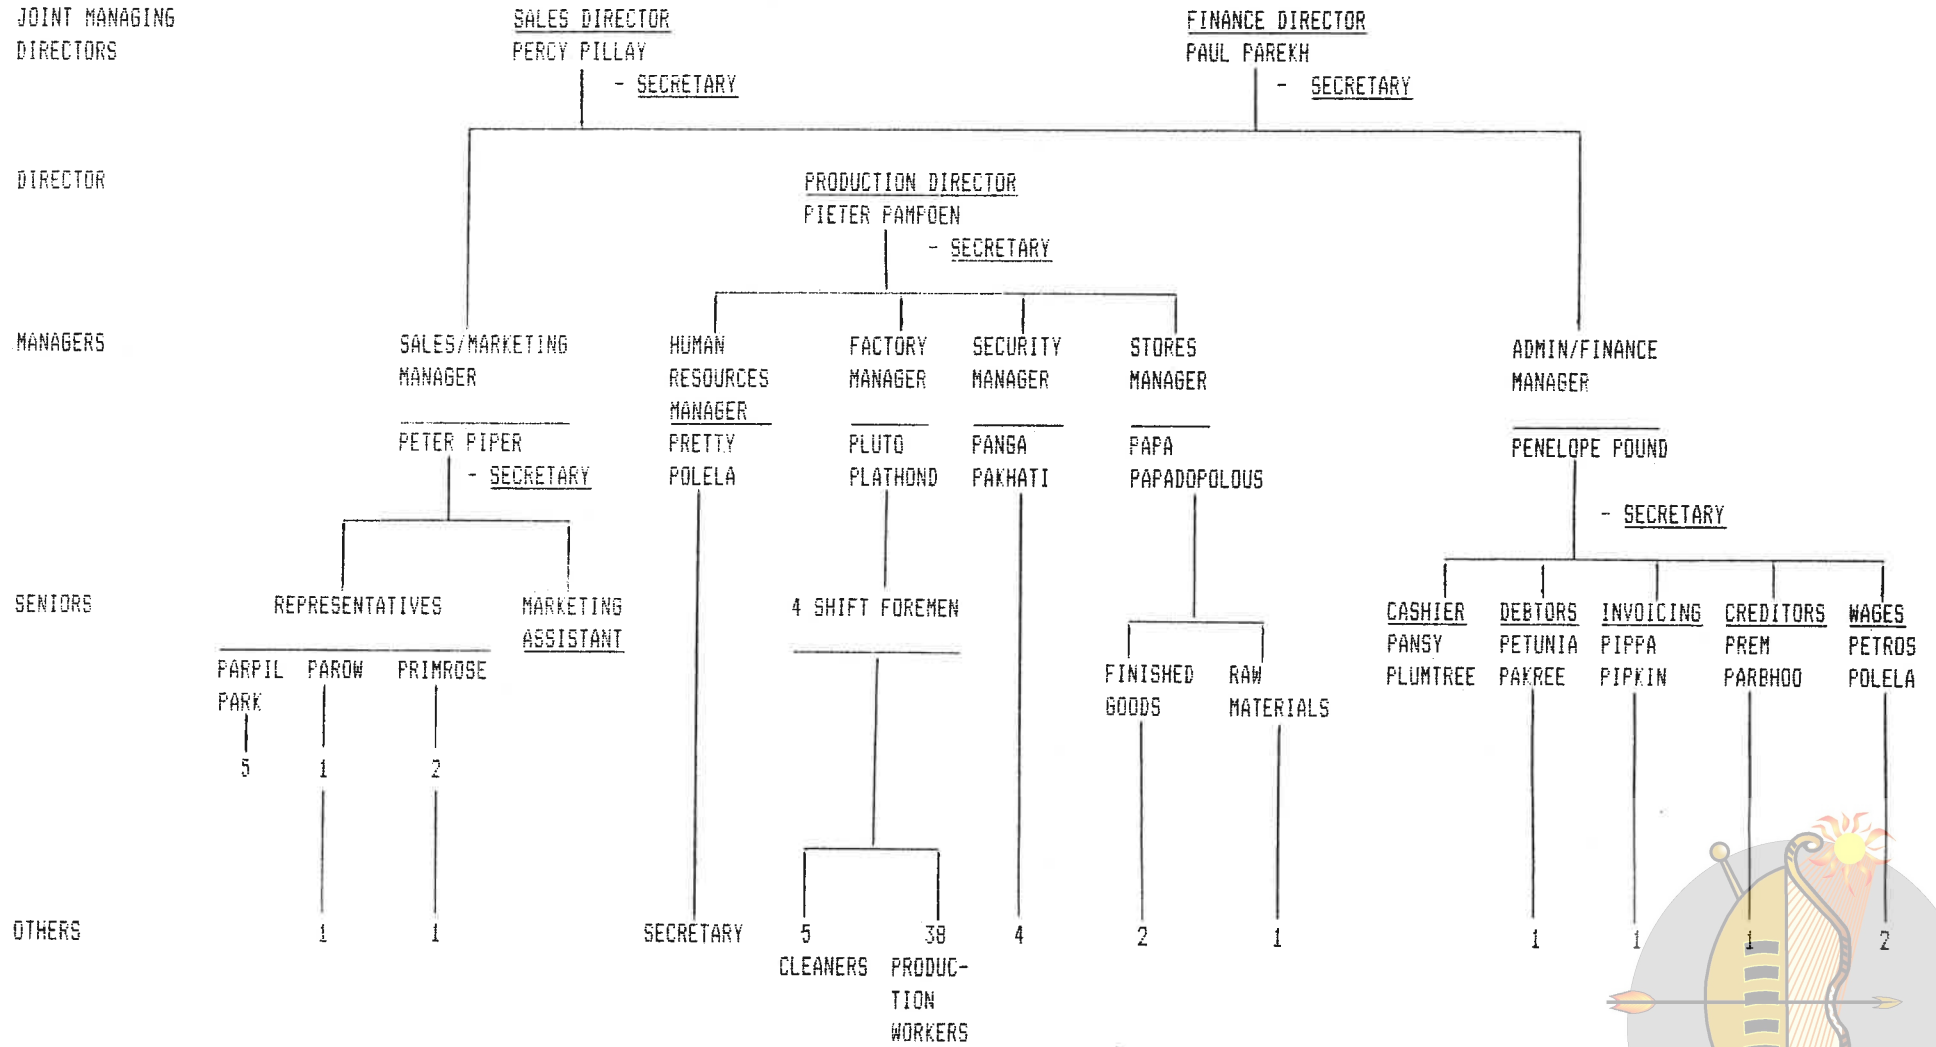 JOINT MANAGING
DIRECTORS
SALES DIRECTOR
PERCY PILLAY
- SECRETARY
FINANCE DIRECTOR
PAUL PAREKH
- SECRETARY
DIRECTOR
PRODUCTION DIRECTOR
PIETER PAMPOEN
- SECRETARY
MANAGERS
SALES/MARKETING
MANAGER
PETER PIPER
- SECRETARY
HUMAN
RESOURCES
MANAGER
PRETTY
POLELA
FACTORY
MANAGER
PLUTO
PLATHOND
SECURITY
MANAGER
PANGA
PAKHATI
STORES
MANAGER
PAPA
PAPADOPOLOUS
ADMIN/FINANCE
MANAGER
PENELOPE POUND
- SECRETARY
SENIORS
REPRESENTATIVES
PARPIL
PARK
5
PAROW
1
PRIMROSE
2
MARKETING
ASSISTANT
4 SHIFT FOREMEN
FINISHED
GOODS
RAW
MATERIALS
CASHIER
PANSY
PLUMTREE
DEBTORS
PETUNIA
PAKREE
INVOICING
PIPPA
PIPKIN
CREDITORS
PREM
PARBHOO
WAGES
PETROS
POLELA
OTHERS
1
1
SECRETARY
5
CLEANERS
38
PRODUC-
TION
WORKERS
4
2
1
1
1
1
2